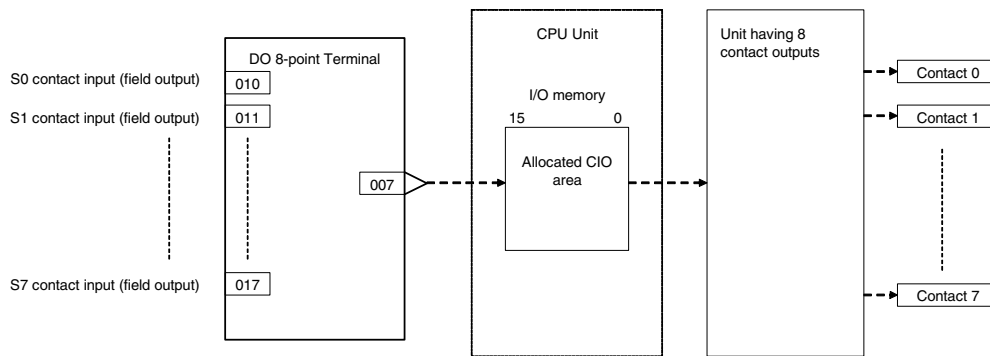 DO 8-point Terminal
S0 contact input (field output)
010
S1 contact input (field output)
011
007
S7 contact input (field output)
017
CPU Unit
I/O memory
15 0
Allocated CIO
area
Unit having 8
contact outputs
Contact 0
Contact 1
Contact 7